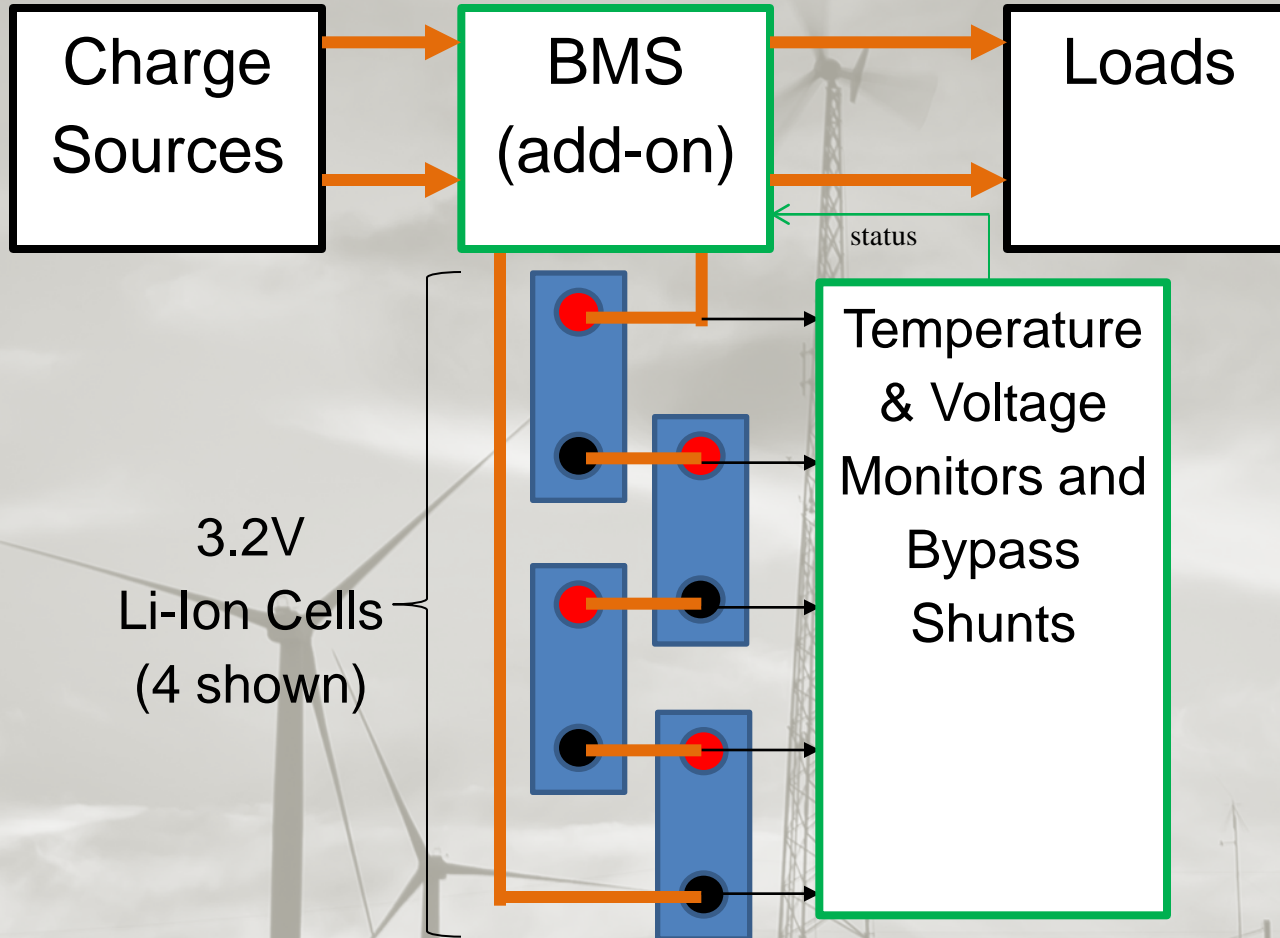 Charge
Sources
BMS
(add-on)
Loads
status
Temperature
& Voltage
Monitors and
Bypass
Shunts
3.2V
Li-Ion Cells
(4 shown)